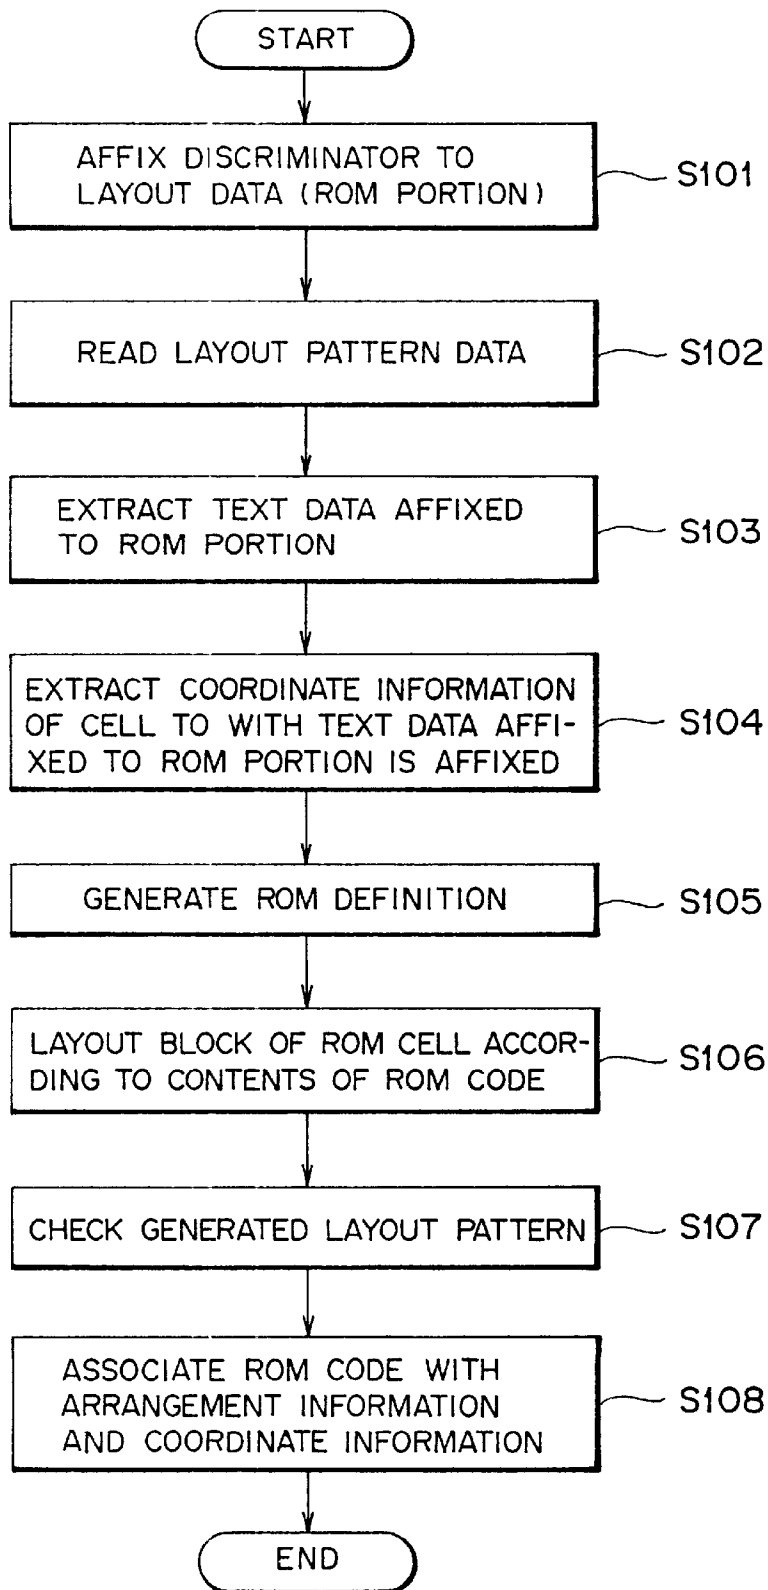 START
AFFIX DISCRIMINATOR TO
LAYOUT DATA (ROM PORTION)
S101
READ LAYOUT PATTERN DATA
S102
EXTRACT TEXT DATA AFFIXED
TO ROM PORTION
S103
EXTRACT COORDINATE INFORMATION
OF CELL TO WITH TEXT DATA AFFI-
XED TO ROM PORTION IS AFFIXED
S104
GENERATE ROM DEFINITION
S105
LAYOUT BLOCK OF ROM CELL ACCOR-
DING TO CONTENTS OF ROM CODE
S106
CHECK GENERATED LAYOUT PATTERN
S107
ASSOCIATE ROM CODE WITH
ARRANGEMENT INFORMATION
AND COORDINATE INFORMATION
S108
END